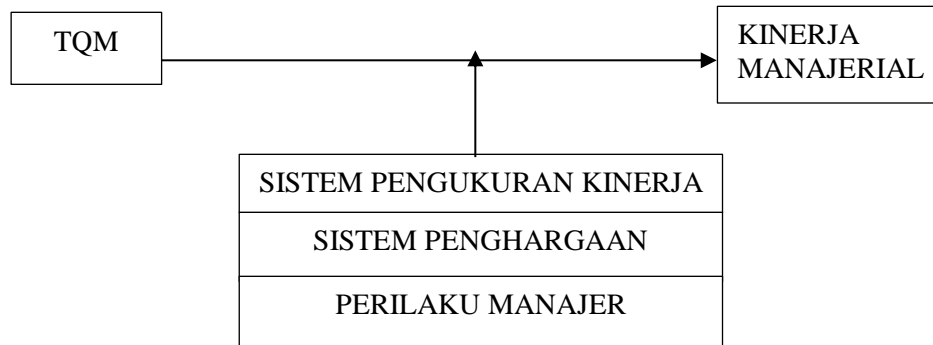 TQM
KINERJA
MANAJERIAL
SISTEM PENGUKURAN KINERJA
SISTEM PENGHARGAAN
PERILAKU MANAJER